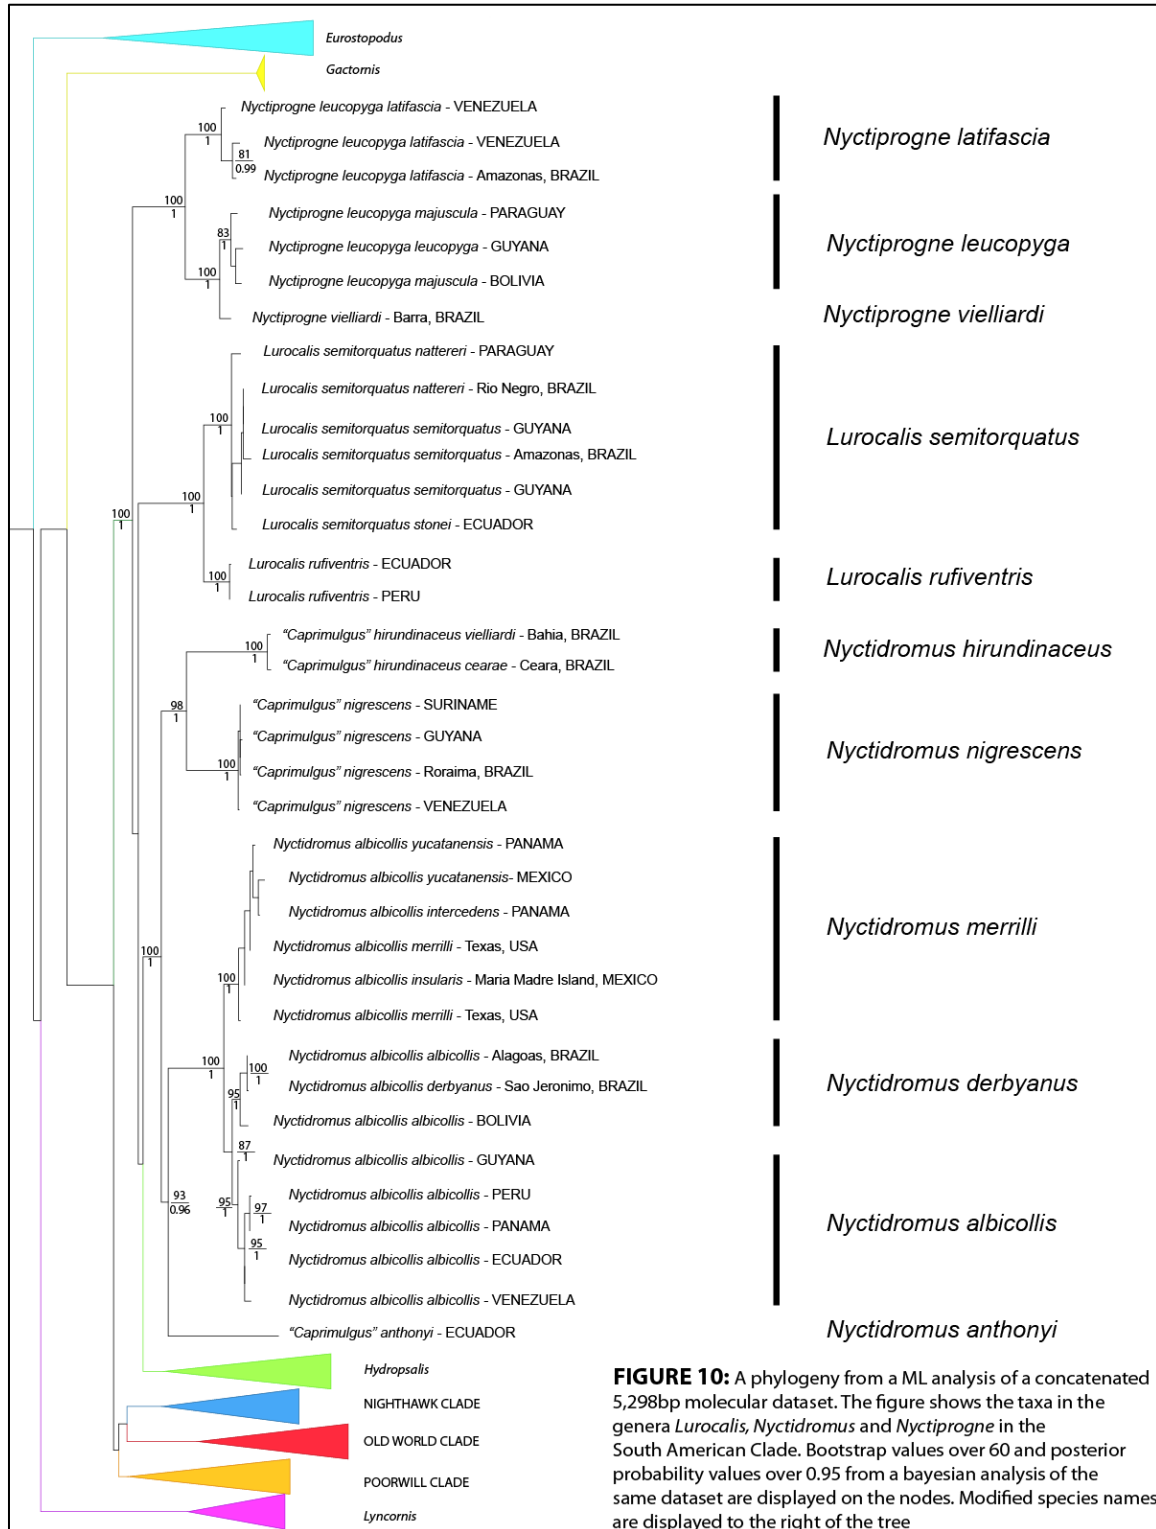 Eurostopodus
Gactornis
Nyctiprogne leucopyga latifascia - VENEZUELA
100
1
Nyctiprogne latifascia
Nyctiprogne leucopyga latifascia - VENEZUELA
81
0.99
Nyctiprogne leucopyga latifascia - Amazonas, BRAZIL
100
1
Nyctiprogne leucopyga majuscula - PARAGUAY
83
1
Nyctiprogne leucopyga leucopyga - GUYANA
Nyctiprogne leucopyga
100
1
Nyctiprogne leucopyga majuscula - BOLIVIA
Nyctiprogne vielliardi - Barra, BRAZIL
Nyctiprogne vielliardi
Lurocalis semitorquatus nattereri - PARAGUAY
Lurocalis semitorquatus nattereri - Rio Negro, BRAZIL
100
1
Lurocalis semitorquatus semitorquatus - GUYANA
Lurocalis semitorquatus
Lurocalis semitorquatus semitorquatus - Amazonas, BRAZIL
Lurocalis semitorquatus semitorquatus - GUYANA
100
1
100
1
Lurocalis semitorquatus stonei - ECUADOR
Lurocalis rufiventris - ECUADOR
100
1
Lurocalis rufiventris
Lurocalis rufiventris - PERU
"Caprimulgus" hirundinaceus vielliardi - Bahia, BRAZIL
100
1
Nyctidromus hirundinaceus
"Caprimulgus" hirundinaceus cearae - Ceara, BRAZIL
98
1
"Caprimulgus" nigrescens - SURINAME
"Caprimulgus" nigrescens - GUYANA
Nyctidromus nigrescens
100
1
"Caprimulgus" nigrescens - Roraima, BRAZIL
"Caprimulgus" nigrescens - VENEZUELA
Nyctidromus albicollis yucatanensis - PANAMA
Nyctidromus albicollis yucatanensis- MEXICO
Nyctidromus albicollis intercedens - PANAMA
Nyctidromus merrilli
Nyctidromus albicollis merrilli - Texas, USA
100
1
100
1
Nyctidromus albicollis insularis - Maria Madre Island, MEXICO
Nyctidromus albicollis merrilli - Texas, USA
Nyctidromus albicollis albicollis - Alagoas, BRAZIL
100
1
100
1
Nyctidromus albicollis derbyanus - Sao Jeronimo, BRAZIL
Nyctidromus derbyanus
95
1
Nyctidromus albicollis albicollis - BOLIVIA
87
1
Nyctidromus albicollis albicollis - GUYANA
Nyctidromus albicollis albicollis - PERU
93
0.96
95
1
97
1
Nyctidromus albicollis albicollis - PANAMA
Nyctidromus albicollis
95
1
Nyctidromus albicollis albicollis - ECUADOR
Nyctidromus albicollis albicollis - VENEZUELA
"Caprimulgus" anthonyi - ECUADOR
Nyctidromus anthonyi
Hydropsalis
NIGHTHAWK CLADE
OLD WORLD CLADE
POORWILL CLADE
Lyncornis
FIGURE 10: A phylogeny from a ML analysis of a concatenated
5,298bp molecular dataset. The figure shows the taxa in the
genera Lurocalis, Nyctidromus and Nyctiprogne in the
South American Clade. Bootstrap values over 60 and posterior
probability values over 0.95 from a bayesian analysis of the
same dataset are displayed on the nodes. Modified species names
are displayed to the right of the tree